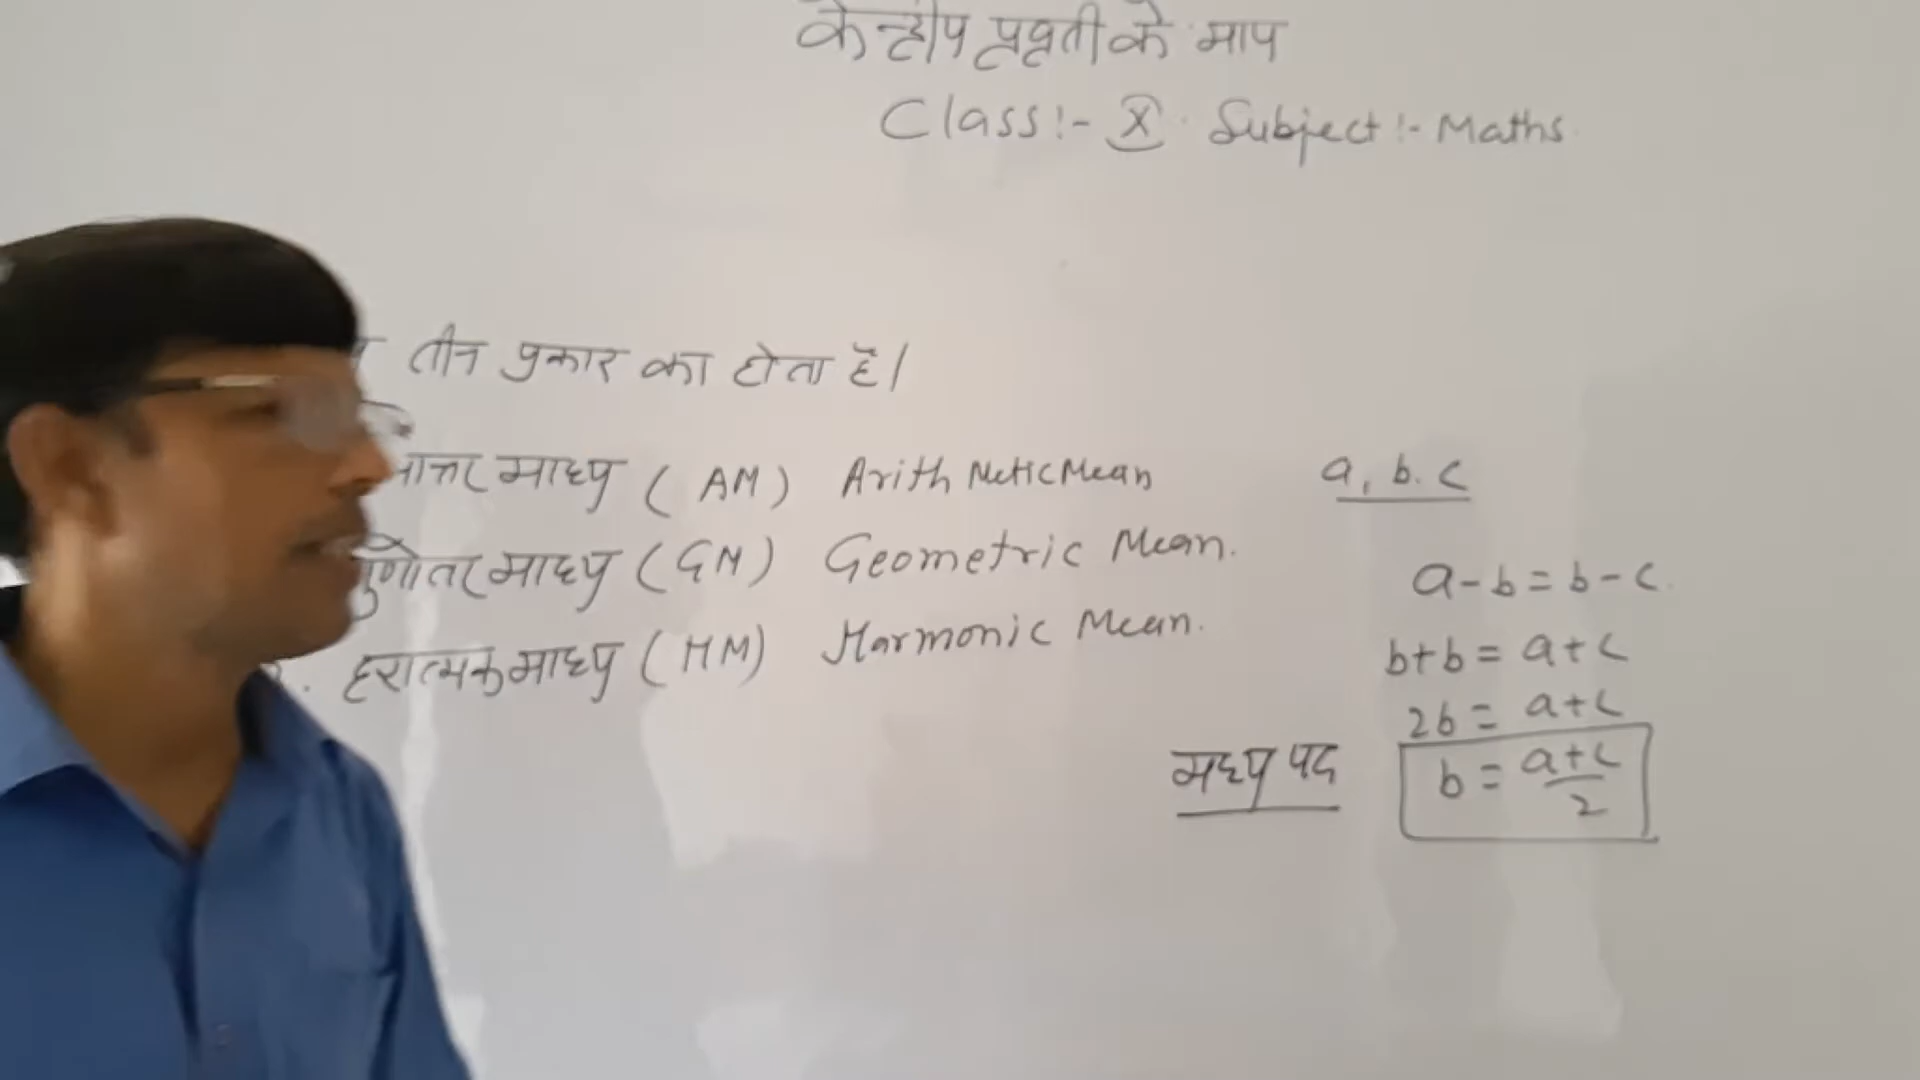 केन्द्रीय प्रवृती के माप
Class:- X Subject:- Maths
तीन प्रकार का होता है।
माध्य (AM) Arith Metic Mean
गुणोतर माध्य (GM) Geometric Mean.
हरात्मक माध्य (HM) Harmonic Mean.
a, b. c
a-b=b-c.
b+b= a+c
2b = a+c
मध्य पद b = a+c/2